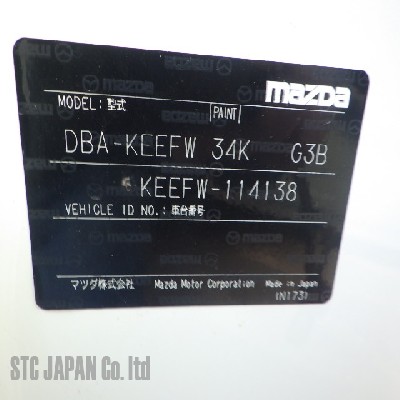 mazda
MODEL: 型式 PAINT
DBA-KEEFW 34K G3B
KEEFW-114138
VEHICLE ID NO.: 車台番号
マツダ株式会社 Mazda Motor Corporation Made in Japan
(N173)
STC JAPAN Co. ltd